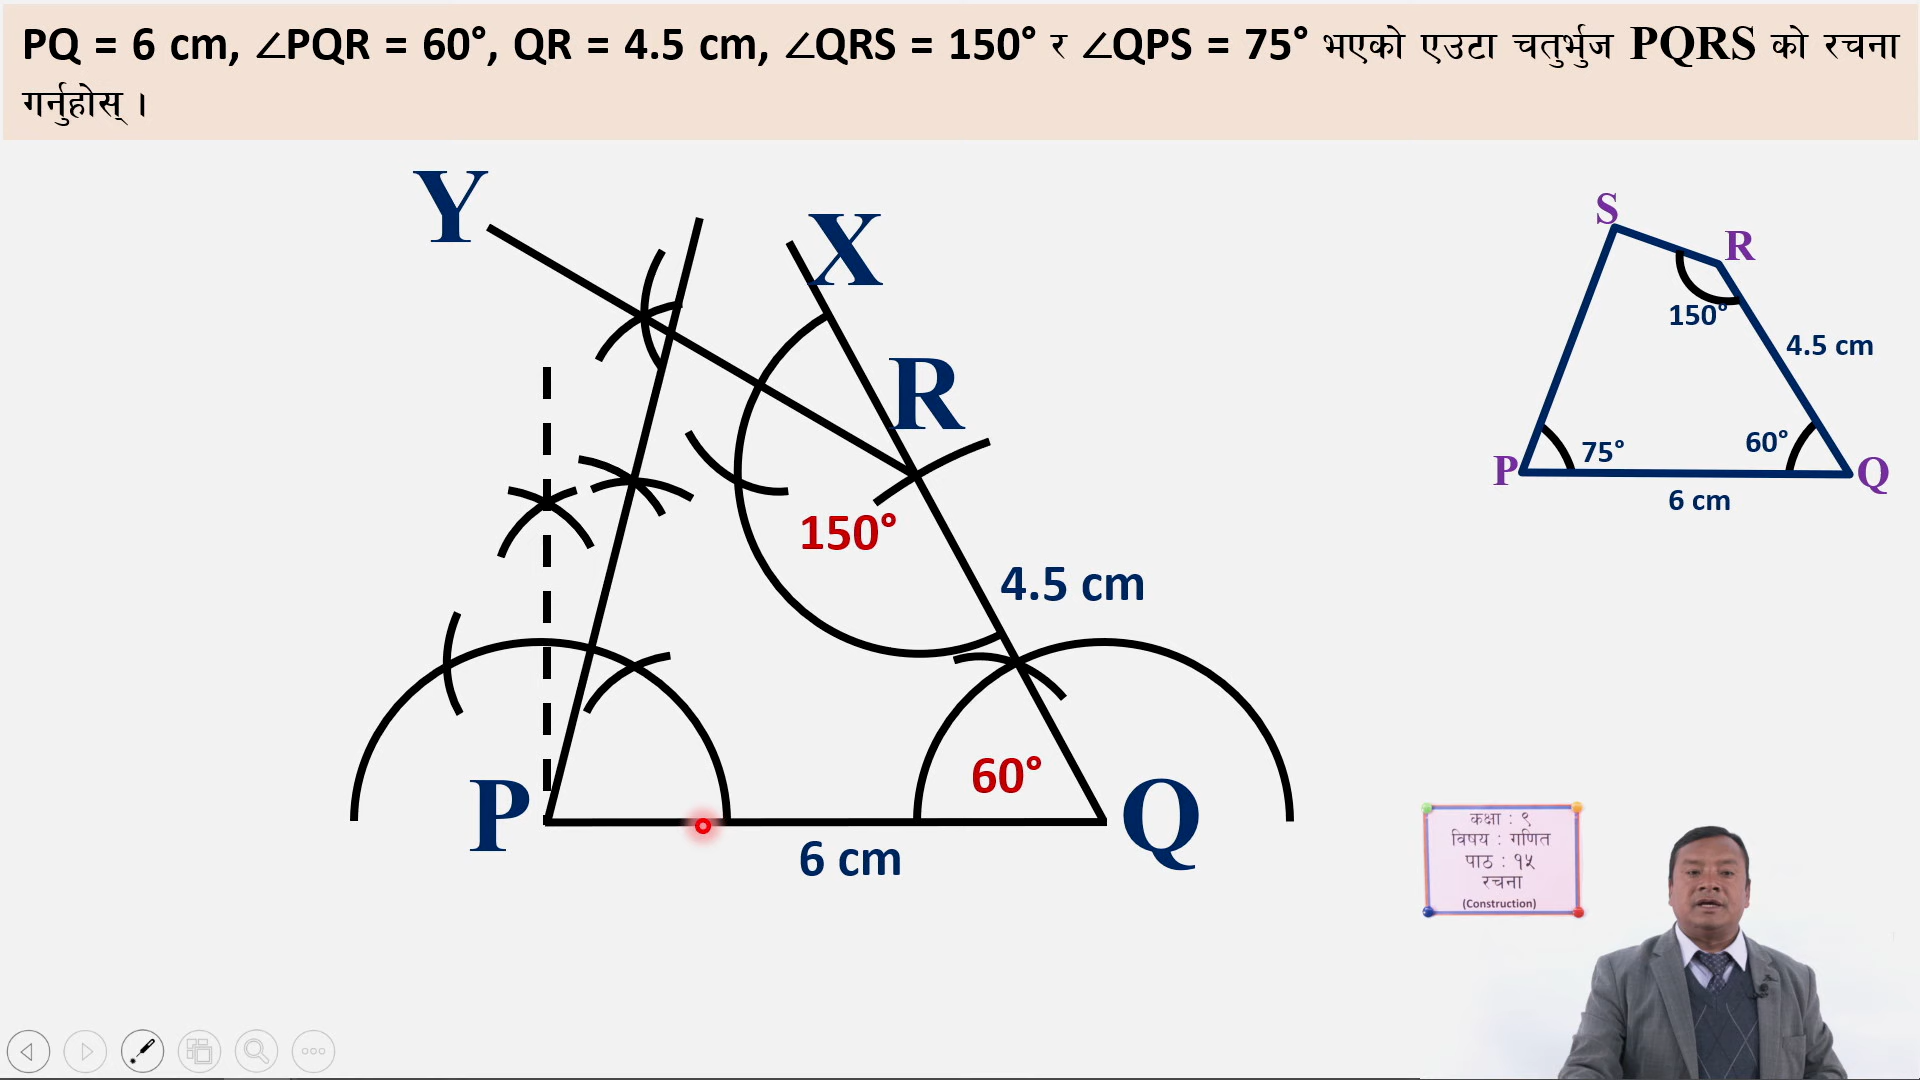 PQ = 6 cm, ∠PQR = 60°, QR = 4.5 cm, ∠QRS = 150° र ∠QPS = 75° भएको एउटा चतुर्भुज PQRS को रचना
गर्नुहोस् ।
Y
X
R
150°
4.5 cm
60°
P
Q
6 cm
S
R
150°
4.5 cm
75°
60°
P
Q
6 cm
कक्षा : ९
विषय : गणित
पाठ : १५
रचना
(Construction)